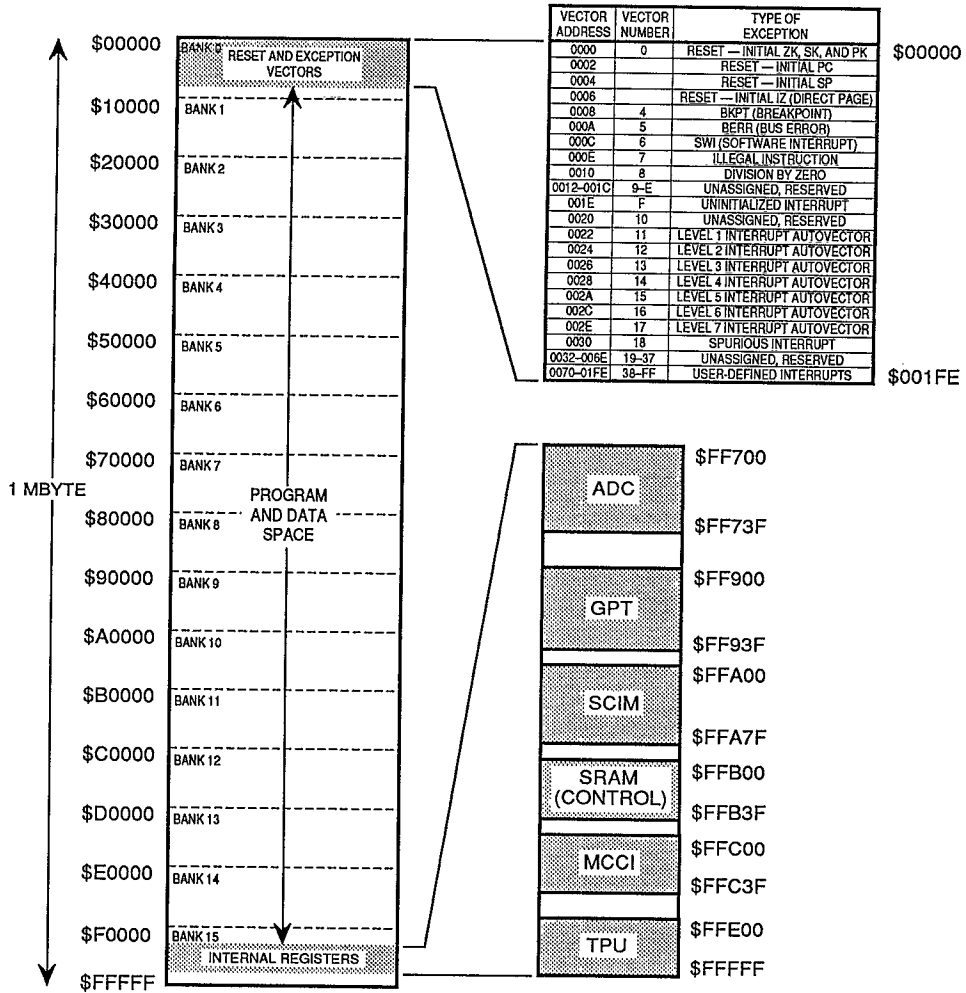 $00000
BANK 0
RESET AND EXCEPTION
VECTORS
$10000
BANK 1
$20000
BANK 2
$30000
BANK 3
$40000
BANK 4
$50000
BANK 5
$60000
BANK 6
$70000
BANK 7
1 MBYTE
PROGRAM
AND DATA
SPACE
$80000
BANK 8
$90000
BANK 9
$A0000
BANK 10
$B0000
BANK 11
$C0000
BANK 12
$D0000
BANK 13
$E0000
BANK 14
$F0000
BANK 15
INTERNAL REGISTERS
$FFFFF
VECTOR ADDRESS VECTOR NUMBER TYPE OF EXCEPTION
0000 0 RESET — INITIAL ZK, SK, AND PK
0002 RESET — INITIAL PC
0004 RESET — INITIAL SP
0006 RESET — INITIAL IZ (DIRECT PAGE)
0008 4 BKPT (BREAKPOINT)
000A 5 BERR (BUS ERROR)
000C 6 SWI (SOFTWARE INTERRUPT)
000E 7 ILLEGAL INSTRUCTION
0010 8 DIVISION BY ZERO
0012–001C 9–E UNASSIGNED, RESERVED
001E F UNINITIALIZED INTERRUPT
0020 10 UNASSIGNED, RESERVED
0022 11 LEVEL 1 INTERRUPT AUTOVECTOR
0024 12 LEVEL 2 INTERRUPT AUTOVECTOR
0026 13 LEVEL 3 INTERRUPT AUTOVECTOR
0028 14 LEVEL 4 INTERRUPT AUTOVECTOR
002A 15 LEVEL 5 INTERRUPT AUTOVECTOR
002C 16 LEVEL 6 INTERRUPT AUTOVECTOR
002E 17 LEVEL 7 INTERRUPT AUTOVECTOR
0030 18 SPURIOUS INTERRUPT
0032–006E 19–37 UNASSIGNED, RESERVED
0070–01FE 38–FF USER-DEFINED INTERRUPTS
$00000
$001FE
ADC
$FF700
$FF73F
GPT
$FF900
$FF93F
SCIM
$FFA00
$FFA7F
SRAM
(CONTROL)
$FFB00
$FFB3F
MCCI
$FFC00
$FFC3F
TPU
$FFE00
$FFFFF